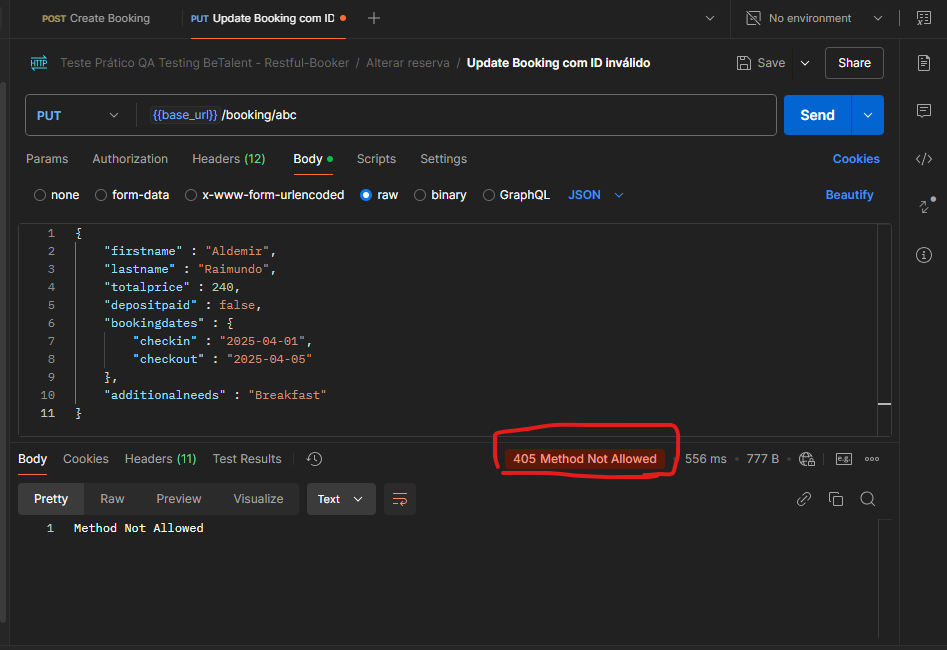 POST Create Booking PUT Update Booking com ID No environment
HTTP Teste Prático QA Testing BeTalent - Restful-Booker / Alterar reserva / Update Booking com ID inválido Save Share
PUT {{base_url}} /booking/abc Send
Params Authorization Headers (12) Body Scripts Settings Cookies
none form-data x-www-form-urlencoded raw binary GraphQL JSON Beautify
1 {
2 "firstname" : "Aldemir",
3 "lastname" : "Raimundo",
4 "totalprice" : 240,
5 "depositpaid" : false,
6 "bookingdates" : {
7 "checkin" : "2025-04-01",
8 "checkout" : "2025-04-05"
9 },
10 "additionalneeds" : "Breakfast"
11 }
Body Cookies Headers (11) Test Results 405 Method Not Allowed 556 ms 777 B e.g.
Pretty Raw Preview Visualize Text
1 Method Not Allowed